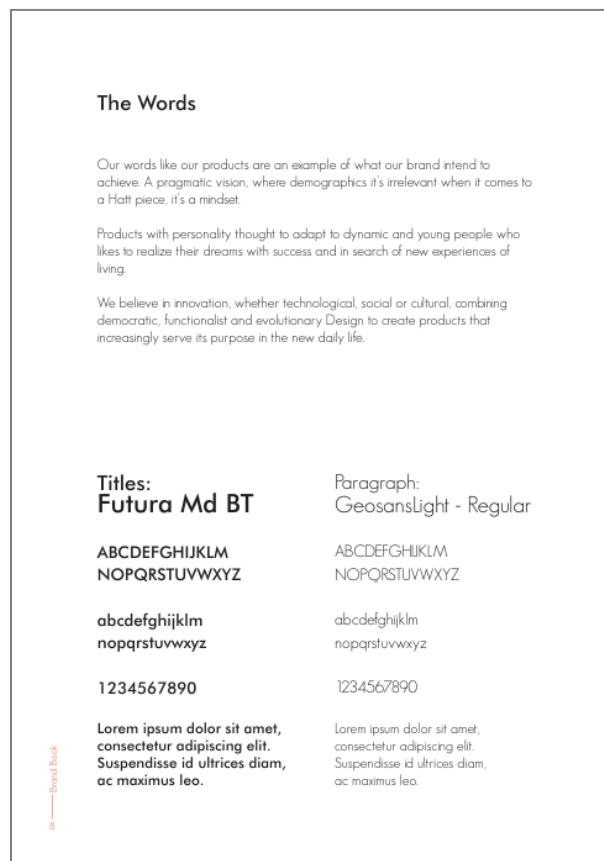 The Words
Our words like our products are an example of what our brand intend to
achieve. A pragmatic vision, where demographics it's irrelevant when it comes to
a Hatt piece, it's a mindset.
Products with personality thought to adapt to dynamic and young people who
likes to realize their dreams with success and in search of new experiences of
living.
We believe in innovation, whether technological, social or cultural, combining
democratic, functionalist and evolutionary Design to create products that
increasingly serve its purpose in the new daily life.
Titles:
Futura Md BT
ABCDEFGHIJKLM
NOPQRSTUVWXYZ
abcdefghijklm
nopqrstuvwxyz
1234567890
Lorem ipsum dolor sit amet,
consectetur adipiscing elit.
Suspendisse id ultrices diam,
ac maximus leo.
Paragraph:
GeosansLight - Regular
ABCDEFGHIJKLM
NOPQRSTUVWXYZ
abcdefghijklm
nopqrstuvwxyz
1234567890
Lorem ipsum dolor sit amet,
consectetur adipiscing elit.
Suspendisse id ultrices diam,
ac maximus leo.
Brand Book